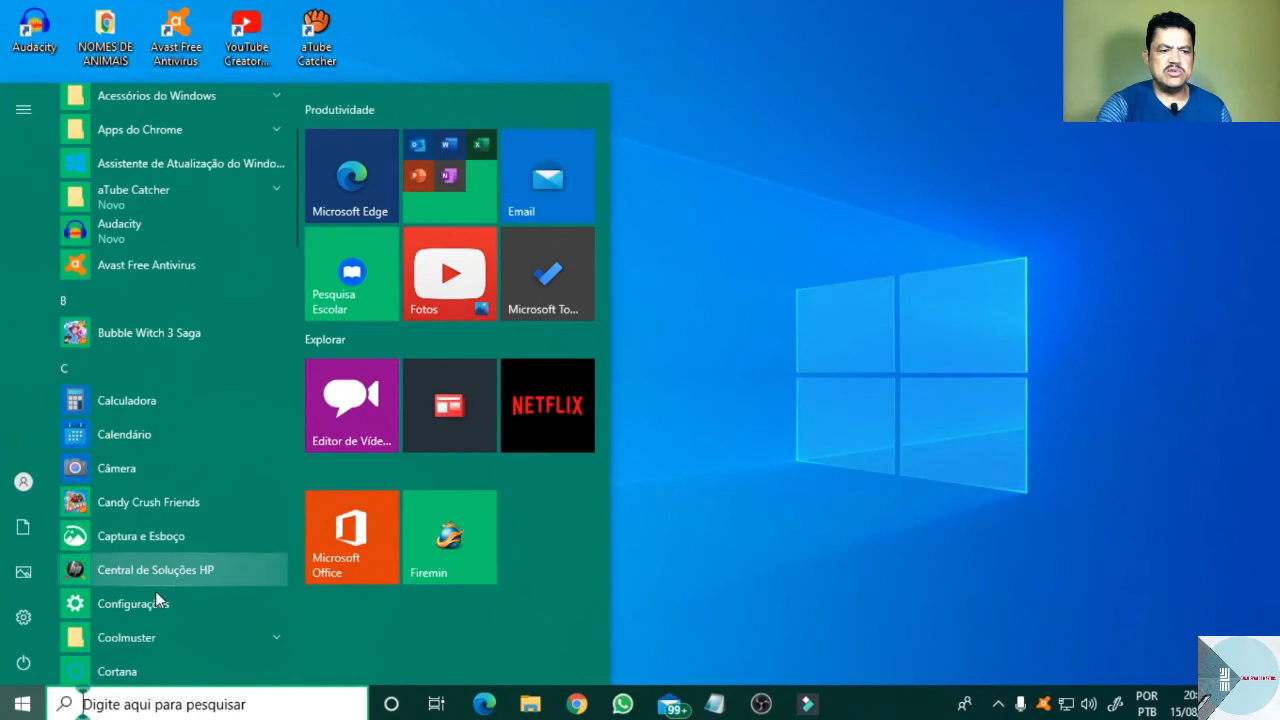 Audacity
NOMES DE
ANIMAIS
Avast Free
Antivirus
YouTube
Creator...
aTube
Catcher
Acessórios do Windows
Apps do Chrome
Assistente de Atualização do Windo...
aTube Catcher
Novo
Audacity
Novo
Avast Free Antivirus
B
Bubble Witch 3 Saga
C
Calculadora
Calendário
Câmera
Candy Crush Friends
Captura e Esboço
Central de Soluções HP
Configurações
Coolmuster
Cortana
Produtividade
Microsoft Edge
Email
Pesquisa
Escolar
Fotos
Microsoft To...
Explorar
Editor de Víde...
NETFLIX
Microsoft
Office
Firemin
Digite aqui para pesquisar
99+
POR
PTB
20:
15/08